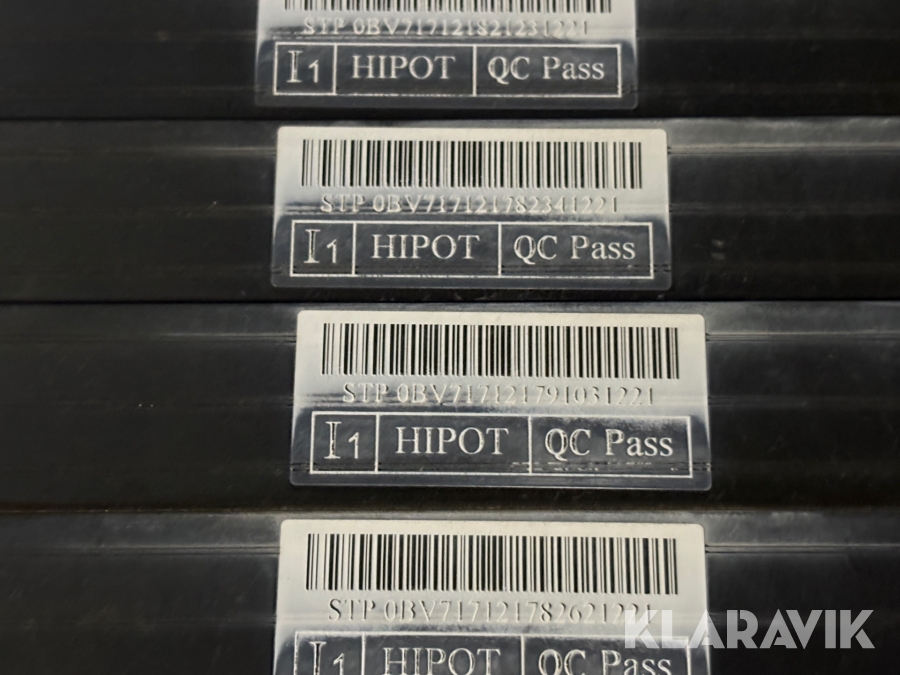 STP 0BV717121821231221
I1 HIPOT QC Pass
STP 0BV717121782341221
I1 HIPOT QC Pass
STP 0BV717121791031221
I1 HIPOT QC Pass
STP 0BV717121782621221
I1 HIPOT QC Pass
KLARAVIK